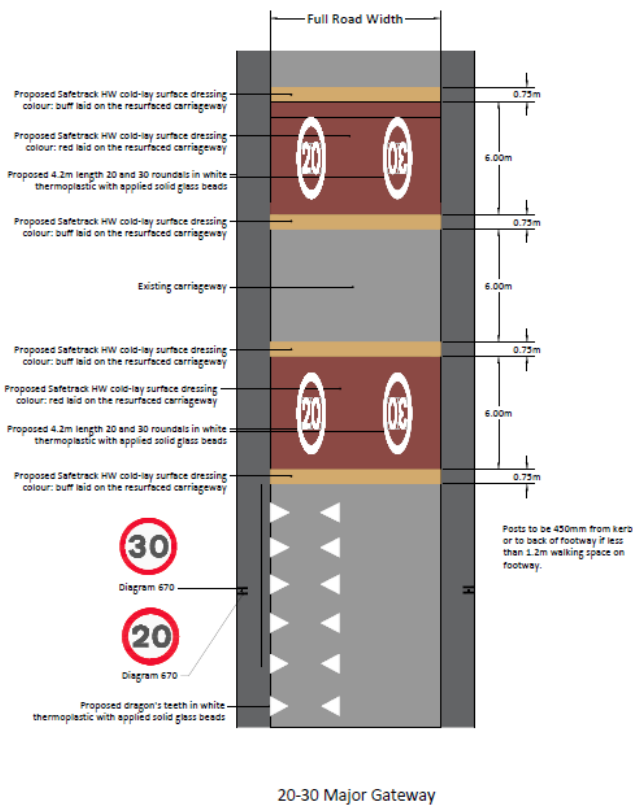 Full Road Width
Proposed Safetrack HW cold-lay surface dressing
colour: buff laid on the resurfaced carriageway
0.75m
Proposed Safetrack HW cold-lay surface dressing
colour: red laid on the resurfaced carriageway
20
30
6.00m
Proposed 4.2m length 20 and 30 roundals in white
thermoplastic with applied solid glass beads
Proposed Safetrack HW cold-lay surface dressing
colour: buff laid on the resurfaced carriageway
0.75m
Existing carriageway
6.00m
Proposed Safetrack HW cold-lay surface dressing
colour: buff laid on the resurfaced carriageway
0.75m
Proposed Safetrack HW cold-lay surface dressing
colour: red laid on the resurfaced carriageway
20
30
6.00m
Proposed 4.2m length 20 and 30 roundals in white
thermoplastic with applied solid glass beads
Proposed Safetrack HW cold-lay surface dressing
colour: buff laid on the resurfaced carriageway
0.75m
Posts to be 450mm from kerb
or to back of footway if less
than 1.2m walking space on
footway.
30
Diagram 670
20
Diagram 670
Proposed dragon's teeth in white
thermoplastic with applied solid glass beads
20-30 Major Gateway